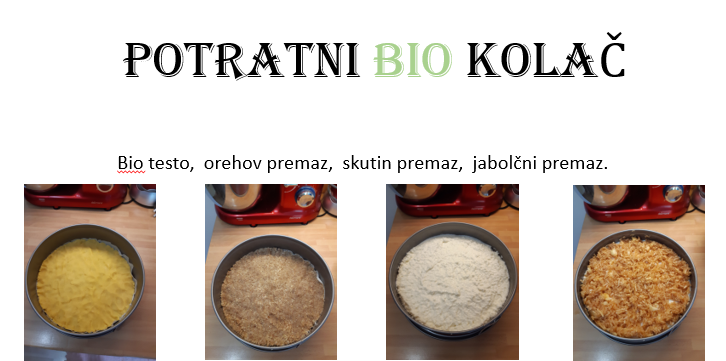 POTRATNI BIO KOLAČ
Bio testo, orehov premaz, skutin premaz, jabolčni premaz.